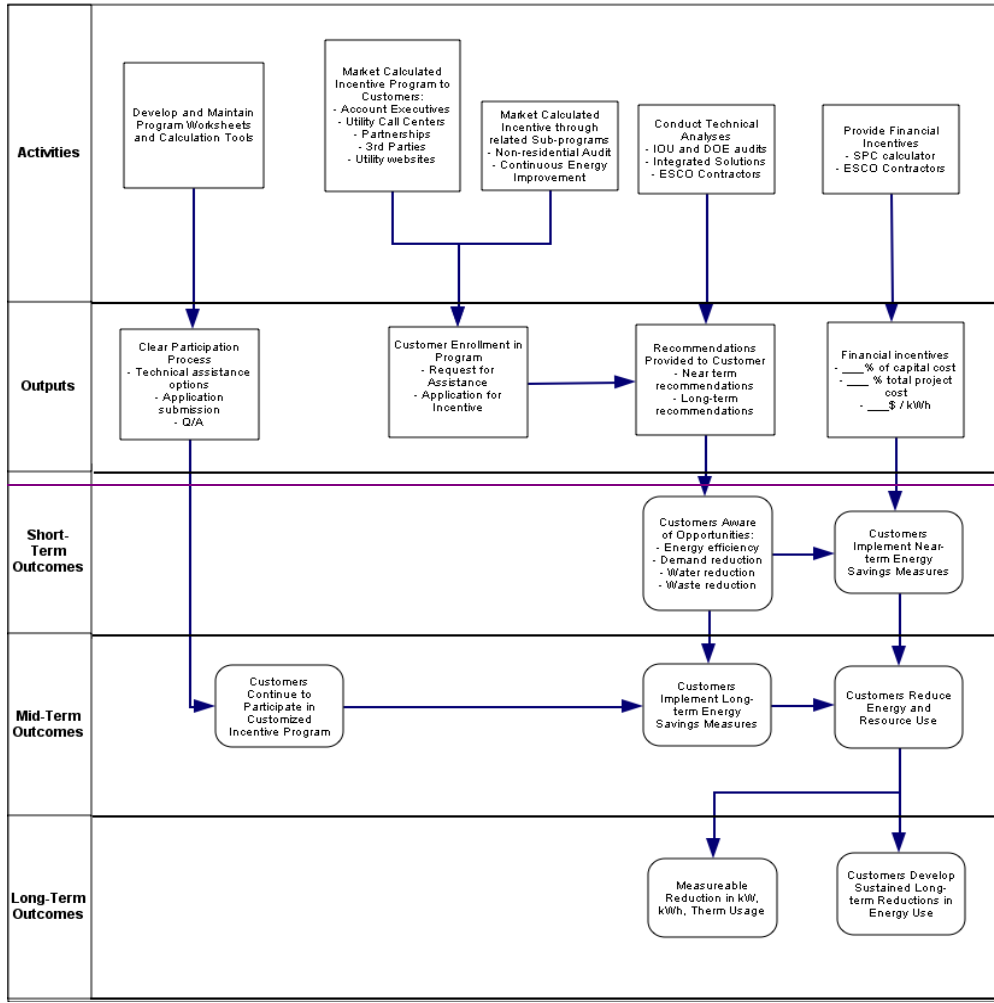 Activities
Develop and Maintain
Program Worksheets
and Calculation Tools
Market Calculated
Incentive Program to
Customers:
- Account Executives
- Utility Call Centers
- Partnerships
- 3rd Parties
- Utility websites
Market Calculated
Incentive through
related Sub-programs
- Non-residential Audit
- Continuous Energy
Improvement
Conduct Technical
Analyses
- IOU and DOE audits
- Integrated Solutions
- ESCO Contractors
Provide Financial
Incentives
- SPC calculator
- ESCO Contractors
Outputs
Clear Participation
Process
- Technical assistance
options
- Application
submission
- Q/A
Customer Enrollment in
Program
- Request for
Assistance
- Application for
Incentive
Recommendations
Provided to Customer
- Near term
recommendations
- Long-term
recommendations
Financial incentives
- ___% of capital cost
- ___ % total project
cost
- ___$ / kWh
Short-
Term
Outcomes
Customers Aware
of Opportunities:
- Energy efficiency
- Demand reduction
- Water reduction
- Waste reduction
Customers
Implement Near-
term Energy
Savings Measures
Mid-Term
Outcomes
Customers
Continue to
Participate in
Customized
Incentive Program
Customers
Implement Long-
term Energy
Savings Measures
Customers Reduce
Energy and
Resource Use
Long-Term
Outcomes
Measureable
Reduction in kW,
kWh, Therm Usage
Customers Develop
Sustained Long-
term Reductions in
Energy Use